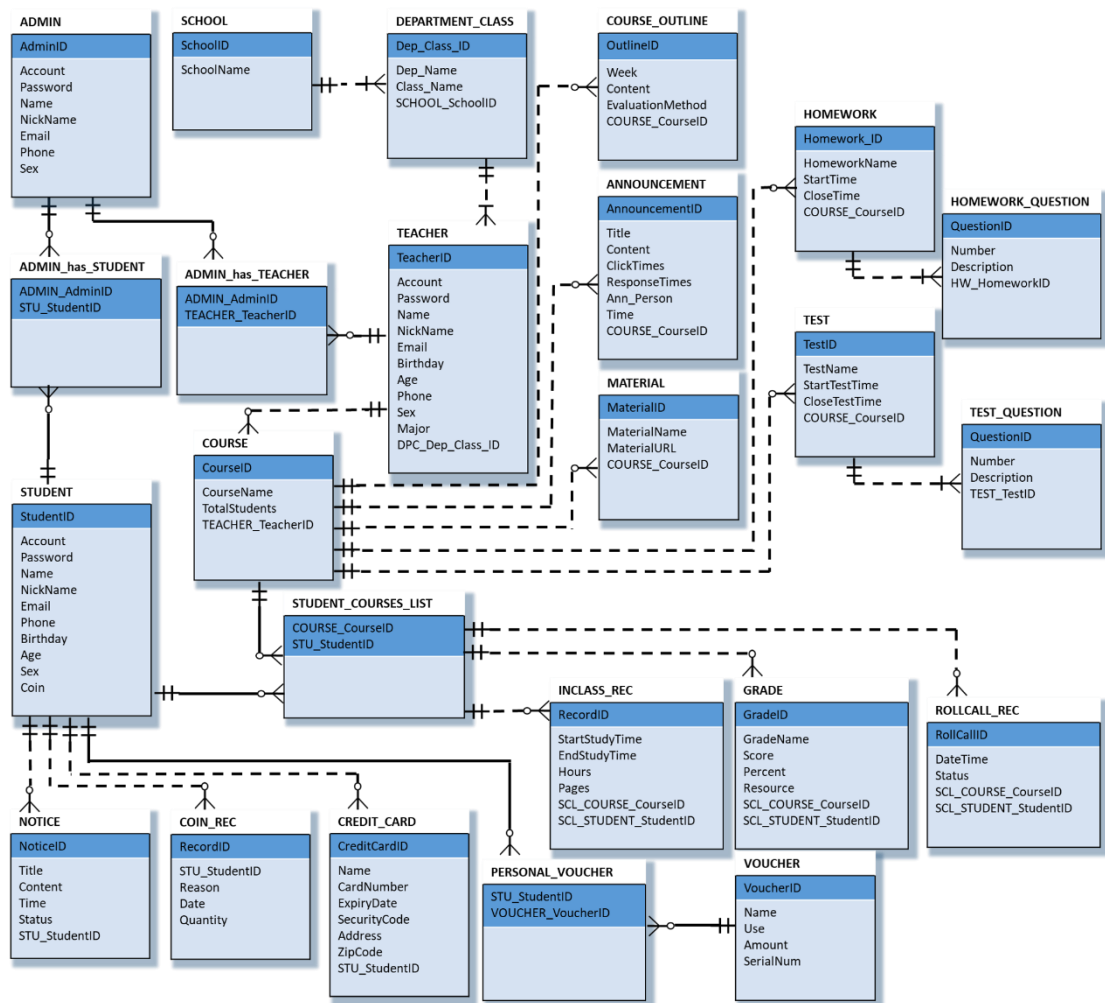 ADMIN
AdminID
Account
Password
Name
NickName
Email
Phone
Sex
SCHOOL
SchoolID
SchoolName
DEPARTMENT_CLASS
Dep_Class_ID
Dep_Name
Class_Name
SCHOOL_SchoolID
COURSE_OUTLINE
OutlineID
Week
Content
EvaluationMethod
COURSE_CourseID
HOMEWORK
Homework_ID
HomeworkName
StartTime
CloseTime
COURSE_CourseID
HOMEWORK_QUESTION
QuestionID
Number
Description
HW_HomeworkID
ANNOUNCEMENT
AnnouncementID
Title
Content
ClickTimes
ResponseTimes
Ann_Person
Time
COURSE_CourseID
ADMIN_has_STUDENT
ADMIN_AdminID
STU_StudentID
ADMIN_has_TEACHER
ADMIN_AdminID
TEACHER_TeacherID
TEACHER
TeacherID
Account
Password
Name
NickName
Email
Birthday
Age
Phone
Sex
Major
DPC_Dep_Class_ID
TEST
TestID
TestName
StartTestTime
CloseTestTime
COURSE_CourseID
MATERIAL
MaterialID
MaterialName
MaterialURL
COURSE_CourseID
TEST_QUESTION
QuestionID
Number
Description
TEST_TestID
COURSE
CourseID
CourseName
TotalStudents
TEACHER_TeacherID
STUDENT
StudentID
Account
Password
Name
NickName
Email
Phone
Birthday
Age
Sex
Coin
STUDENT_COURSES_LIST
COURSE_CourseID
STU_StudentID
INCLASS_REC
RecordID
StartStudyTime
EndStudyTime
Hours
Pages
SCL_COURSE_CourseID
SCL_STUDENT_StudentID
GRADE
GradeID
GradeName
Score
Percent
Resource
SCL_COURSE_CourseID
SCL_STUDENT_StudentID
ROLLCALL_REC
RollCallID
DateTime
Status
SCL_COURSE_CourseID
SCL_STUDENT_StudentID
NOTICE
NoticeID
Title
Content
Time
Status
STU_StudentID
COIN_REC
RecordID
STU_StudentID
Reason
Date
Quantity
CREDIT_CARD
CreditCardID
Name
CardNumber
ExpiryDate
SecurityCode
Address
ZipCode
STU_StudentID
PERSONAL_VOUCHER
STU_StudentID
VOUCHER_VoucherID
VOUCHER
VoucherID
Name
Use
Amount
SerialNum